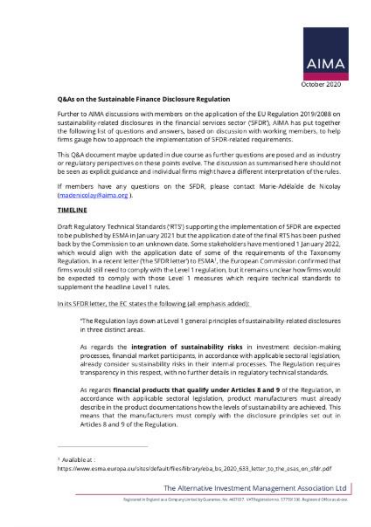 AIMA
October 2020
Q&As on the Sustainable Finance Disclosure Regulation
Further to AIMA discussions with members on the application of the EU Regulation 2019/2088 on
sustainability-related disclosures in the financial services sector ('SFDR'), AIMA has put together
the following list of questions and answers, based on discussion with working members, to help
firms gauge how to approach the implementation of SFDR-related requirements.
This Q&A document maybe updated in due course as further questions are posed and as industry
or regulatory perspectives on these points evolve. The discussion as summarised here should not
be seen as explicit guidance and individual firms might have a different interpretation of the rules.
If members have any questions on the SFDR, please contact Marie-Adélaïde de Nicolay
(madenicolay@aima.org ).
TIMELINE
Draft Regulatory Technical Standards ('RTS') supporting the implementation of SFDR are expected
to be published by ESMA in January 2021 but the application date of the final RTS has been pushed
back by the Commission to an unknown date. Some stakeholders have mentioned 1 January 2022,
which would align with the application date of some of the requirements of the Taxonomy
Regulation. In a recent letter ('the SFDR letter') to ESMA¹, the European Commission confirmed that
firms would still need to comply with the Level 1 regulation, but it remains unclear how firms would
be expected to comply with those Level 1 measures which require technical standards to
supplement the headline Level 1 rules.
In its SFDR letter, the EC states the following (all emphasis added):
"The Regulation lays down at Level 1 general principles of sustainability-related disclosures
in three distinct areas.
As regards the integration of sustainability risks in investment decision-making
processes, financial market participants, in accordance with applicable sectoral legislation,
already consider sustainability risks in their internal processes. The Regulation requires
transparency in this respect, with no further details in regulatory technical standards.
As regards financial products that qualify under Articles 8 and 9 of the Regulation, in
accordance with applicable sectoral legislation, product manufacturers must already
describe in the product documentations how the levels of sustainability are achieved. This
means that the manufacturers must comply with the disclosure principles set out in
Articles 8 and 9 of the Regulation.
¹ Available at :
https://www.esma.europa.eu/sites/default/files/library/eba_bs_2020_633_letter_to_the_esas_on_sfdr.pdf
The Alternative Investment Management Association Ltd